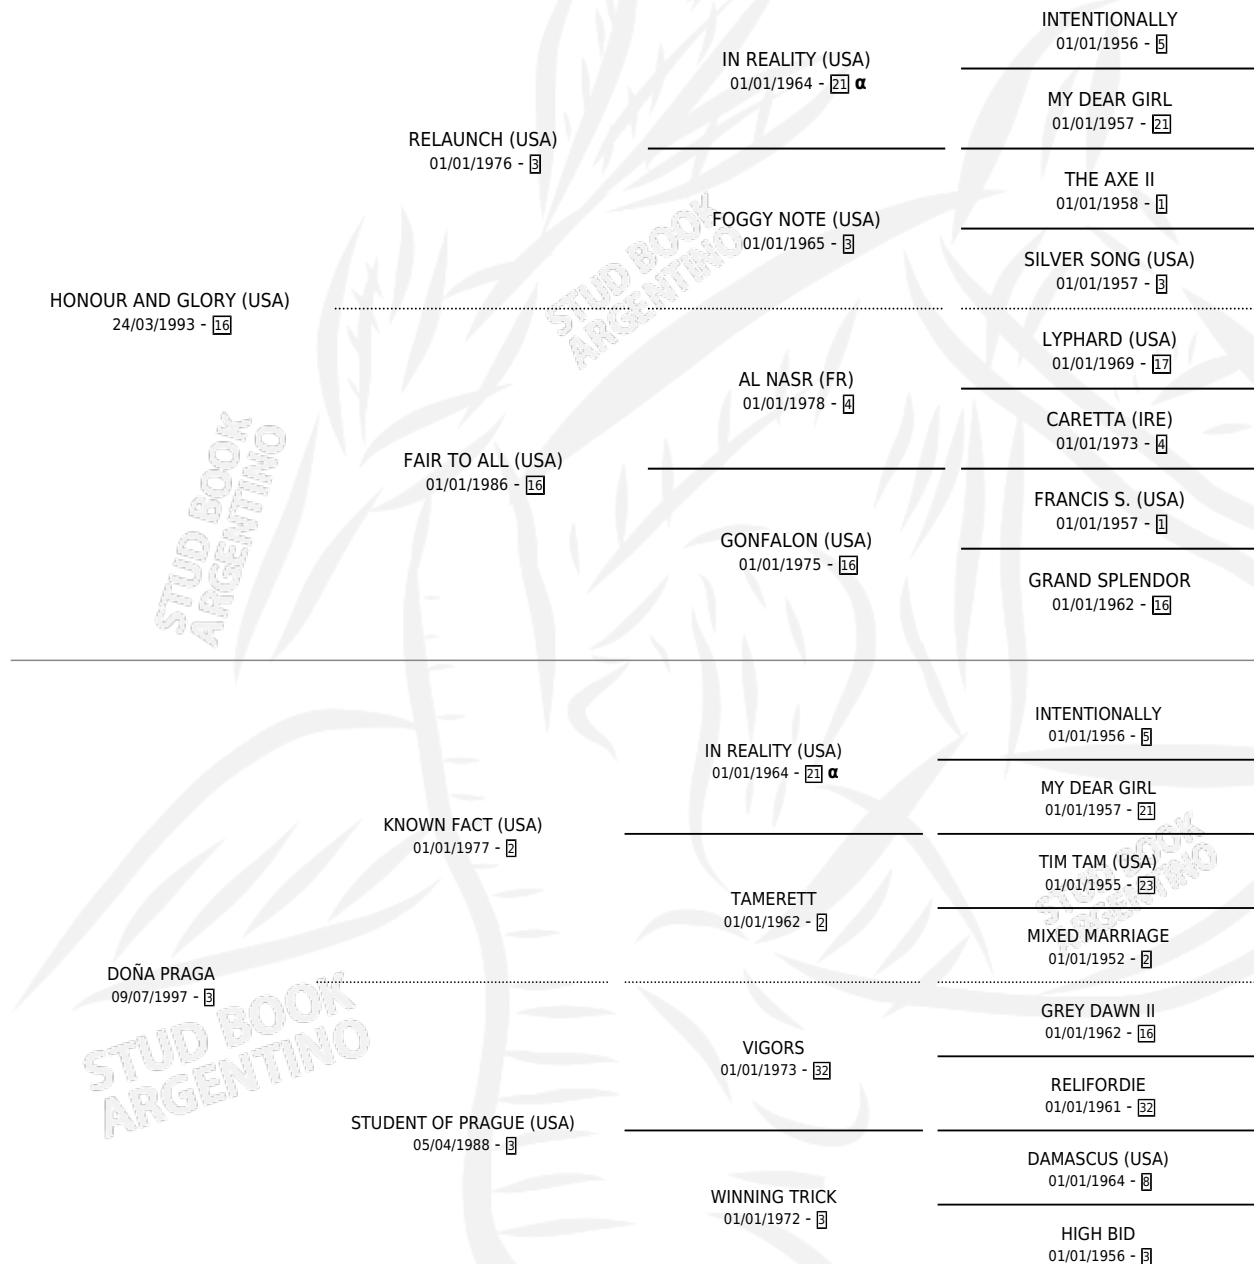 INTENTIONALLY
01/01/1956 - 5
IN REALITY (USA)
01/01/1964 - 21 α
MY DEAR GIRL
01/01/1957 - 21
RELAUNCH (USA)
01/01/1976 - 3
THE AXE II
01/01/1958 - 1
FOGGY NOTE (USA)
01/01/1965 - 3
SILVER SONG (USA)
01/01/1957 - 3
HONOUR AND GLORY (USA)
24/03/1993 - 16
LYPHARD (USA)
01/01/1969 - 17
AL NASR (FR)
01/01/1978 - 4
CARETTA (IRE)
01/01/1973 - 4
FAIR TO ALL (USA)
01/01/1986 - 16
FRANCIS S. (USA)
01/01/1957 - 1
GONFALON (USA)
01/01/1975 - 16
GRAND SPLENDOR
01/01/1962 - 16
INTENTIONALLY
01/01/1956 - 5
IN REALITY (USA)
01/01/1964 - 21 α
MY DEAR GIRL
01/01/1957 - 21
KNOWN FACT (USA)
01/01/1977 - 2
TIM TAM (USA)
01/01/1955 - 23
TAMERETT
01/01/1962 - 2
MIXED MARRIAGE
01/01/1952 - 2
DOÑA PRAGA
09/07/1997 - 3
GREY DAWN II
01/01/1962 - 16
VIGORS
01/01/1973 - 32
RELIFORDIE
01/01/1961 - 32
STUDENT OF PRAGUE (USA)
05/04/1988 - 3
DAMASCUS (USA)
01/01/1964 - 8
WINNING TRICK
01/01/1972 - 3
HIGH BID
01/01/1956 - 3
STUD BOOK
ARGENTINO
STUD BOOK
ARGENTINO
STUD BOOK
ARGENTINO
STUD BOOK
ARGENTINO